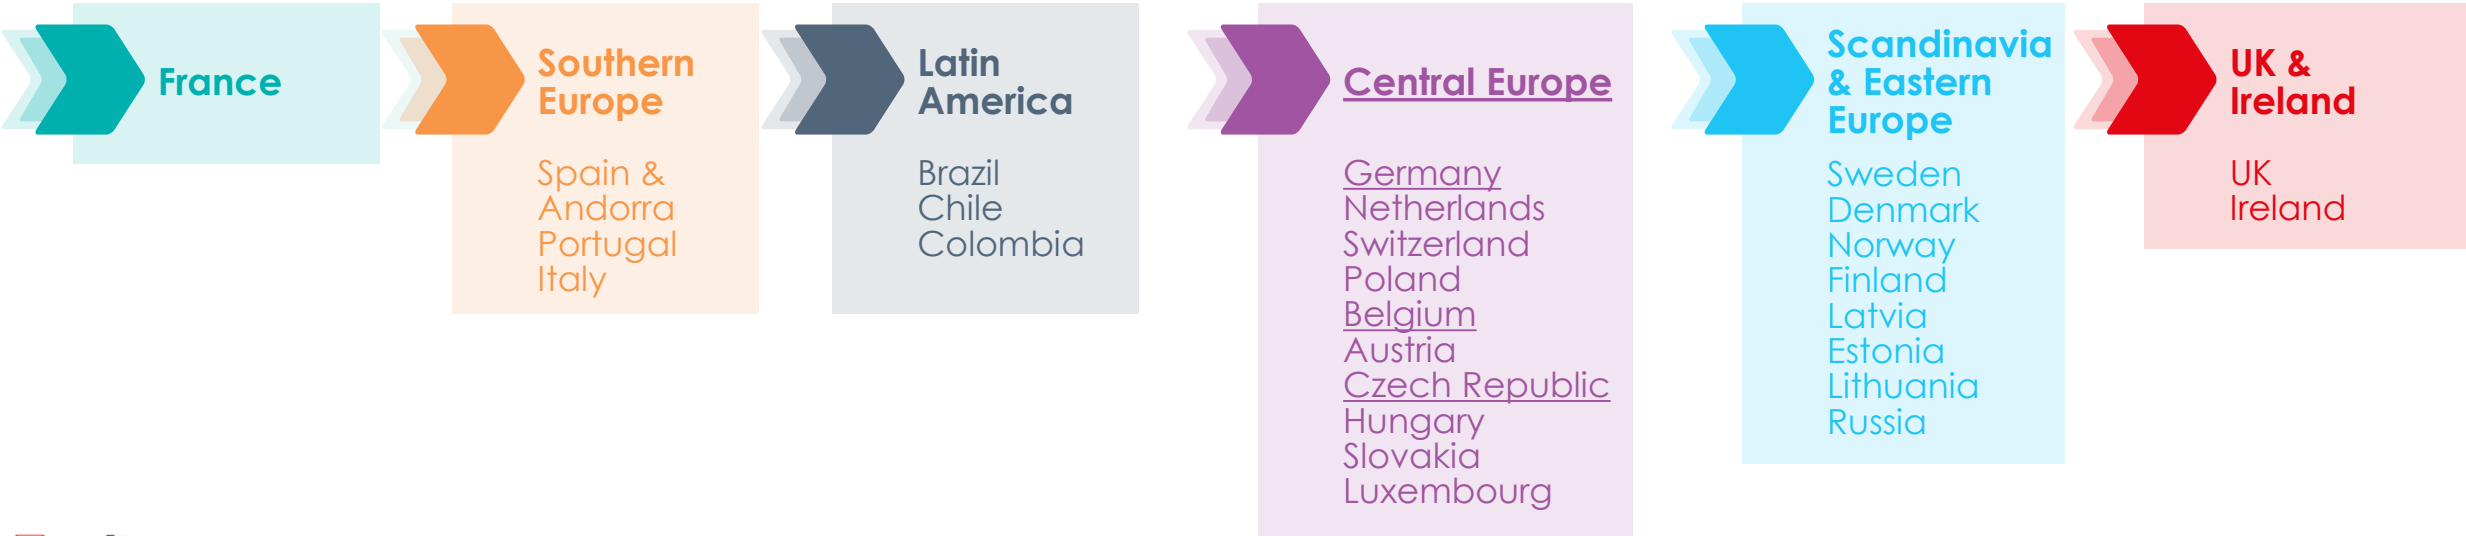 France
Southern
Europe
Spain &
Andorra
Portugal
Italy
Latin
America
Brazil
Chile
Colombia
Central Europe
Germany
Netherlands
Switzerland
Poland
Belgium
Austria
Czech Republic
Hungary
Slovakia
Luxembourg
Scandinavia
& Eastern
Europe
Sweden
Denmark
Norway
Finland
Latvia
Estonia
Lithuania
Russia
UK &
Ireland
UK
Ireland